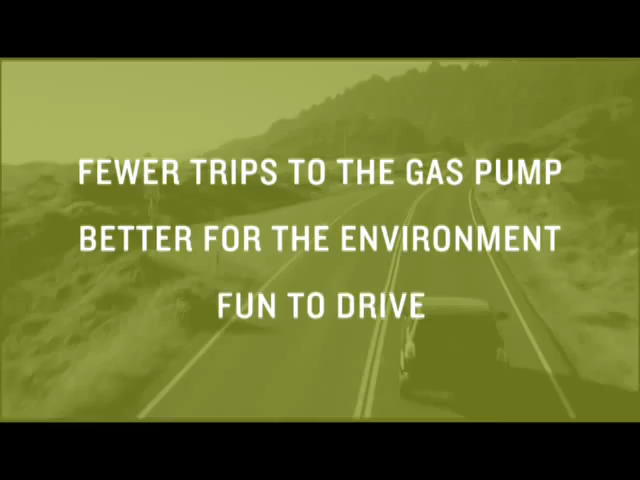 FEWER TRIPS TO THE GAS PUMP
BETTER FOR THE ENVIRONMENT
FUN TO DRIVE